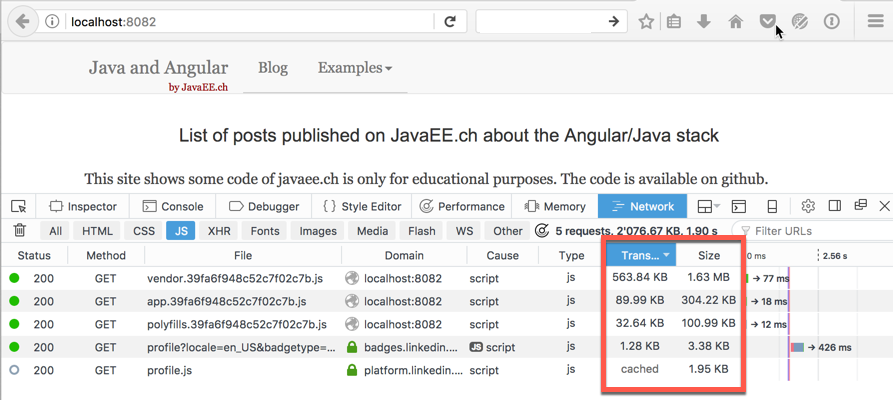 localhost:8082
Java and Angular Blog Examples
by JavaEE.ch
List of posts published on JavaEE.ch about the Angular/Java stack
This site shows some code of javaee.ch is only for educational purposes. The code is available on github.
Inspector Console Debugger { } Style Editor Performance Memory Network
All HTML CSS JS XHR Fonts Images Media Flash WS Other 5 requests, 2'076.67 KB, 1.90 s Filter URLs
Status Method File Domain Cause Type Trans... Size 0 ms 2.56 s
200 GET vendor.39fa6f948c52c7f02c7b.js localhost:8082 script js 563.84 KB 1.63 MB → 77 ms
200 GET app.39fa6f948c52c7f02c7b.js localhost:8082 script js 89.99 KB 304.22 KB → 18 ms
200 GET polyfills.39fa6f948c52c7f02c7b.js localhost:8082 script js 32.64 KB 100.99 KB → 12 ms
200 GET profile?locale=en_US&badgetype=... badges.linkedin.... JS script js 1.28 KB 3.38 KB → 426 ms
200 GET profile.js platform.linkedin.... script js cached 1.95 KB